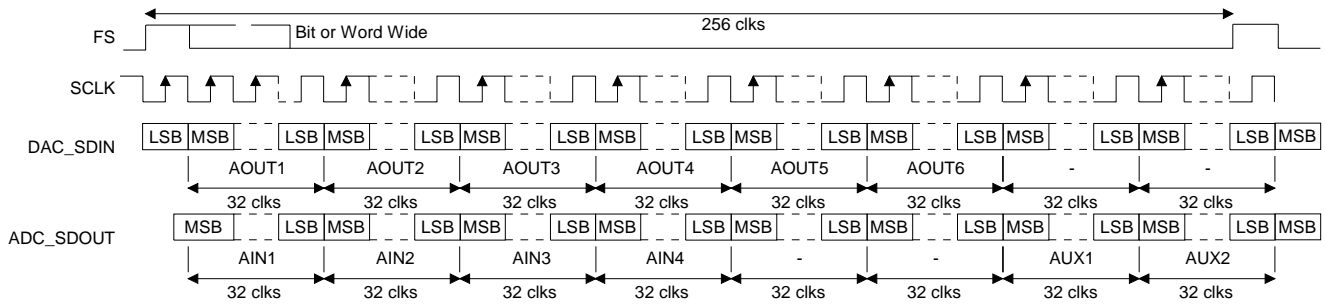 256 clks
FS Bit or Word Wide
SCLK
DAC_SDIN LSB MSB LSB MSB LSB MSB LSB MSB LSB MSB LSB MSB LSB MSB LSB MSB LSB MSB
AOUT1 AOUT2 AOUT3 AOUT4 AOUT5 AOUT6 - -
32 clks 32 clks 32 clks 32 clks 32 clks 32 clks 32 clks 32 clks
ADC_SDOUT MSB LSB MSB LSB MSB LSB MSB LSB MSB LSB MSB LSB MSB LSB MSB LSB MSB
AIN1 AIN2 AIN3 AIN4 - - AUX1 AUX2
32 clks 32 clks 32 clks 32 clks 32 clks 32 clks 32 clks 32 clks